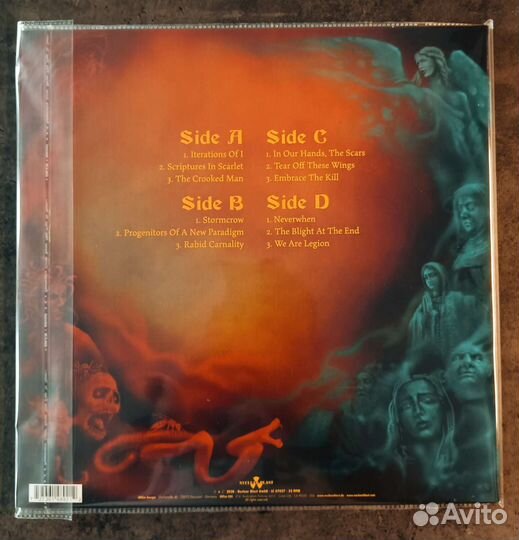 Side A
1. Iterations Of I
2. Scriptures In Scarlet
3. The Crooked Man
Side B
1. Stormcrow
2. Progenitors Of A New Paradigm
3. Rabid Carnality
Side C
1. In Our Hands, The Scars
2. Tear Off These Wings
3. Embrace The Kill
Side D
1. Neverwhen
2. The Blight At The End
3. We Are Legion
Avito